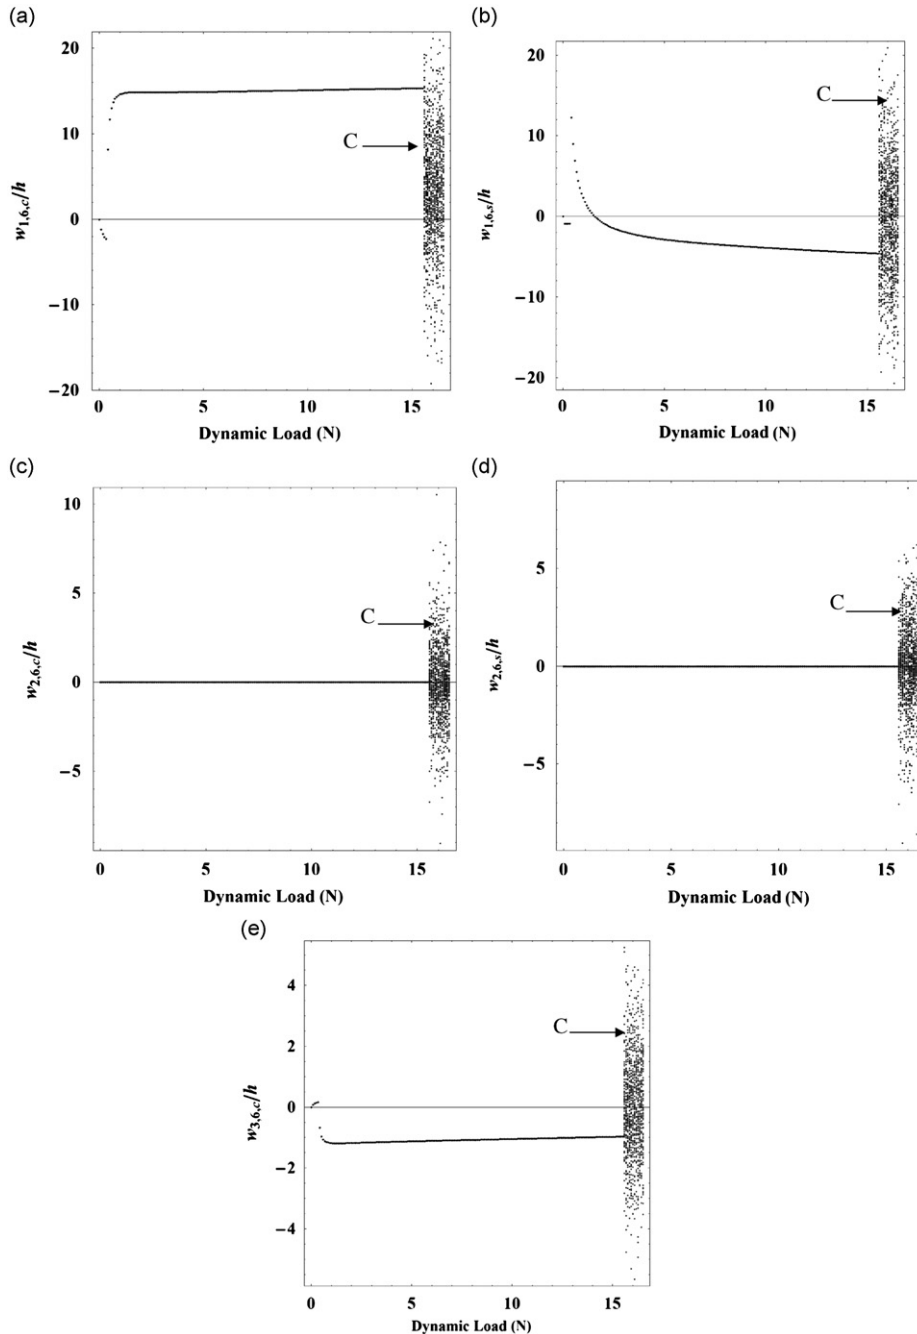 (a)
20
10
0
−10
−20
w1,6,c/h
C
0 5 10 15
Dynamic Load (N)
(b)
20
10
0
−10
−20
w1,6,s/h
C
0 5 10 15
Dynamic Load (N)
(c)
10
5
0
−5
w2,6,c/h
C
0 5 10 15
Dynamic Load (N)
(d)
5
0
−5
w2,6,s/h
C
0 5 10 15
Dynamic Load (N)
(e)
4
2
0
−2
−4
w3,6,c/h
C
0 5 10 15
Dynamic Load (N)